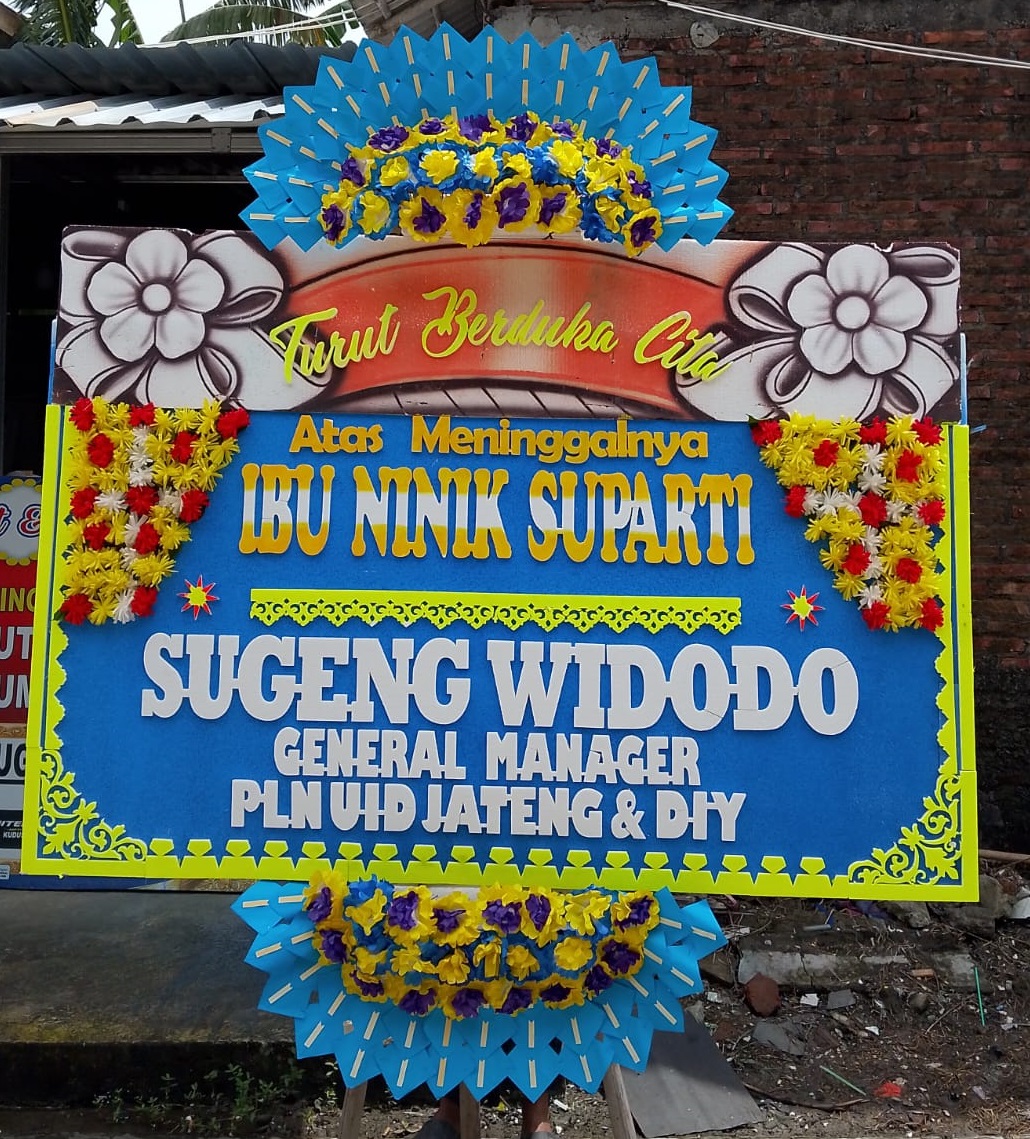 Turut Berduka Cita
Atas Meninggalnya
IBU NINIK SUPARTI
SUGENG WIDODO
GENERAL MANAGER
PLN UID JATENG & DIY